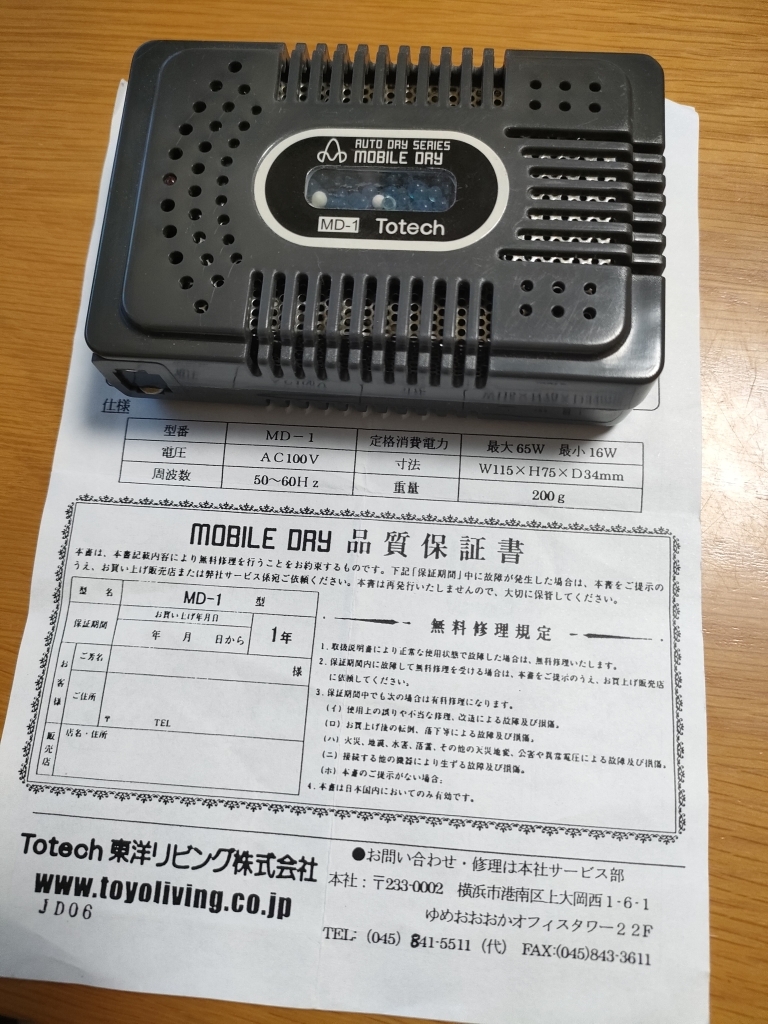 AUTO DRY SERIES
MOBILE DRY
MD-1 Totech
仕様
型番 MD-1 定格消費電力 最大65W 最小16W
電圧 AC100V 寸法 W115×H75×D34mm
周波数 50～60Hz 重量 200g
MOBILE DRY 品質保証書
本書は、本書記載内容により無料修理を行うことをお約束するものです。下記「保証期間」中に故障が発生した場合は、本書をご提示の
うえ、お買い上げ販売店または弊社サービス係宛ご依頼ください。本書は再発行いたしませんので、大切に保管してください。
型名 MD-1 型
保証期間 お買い上げ年月日
年 月 日から 1年
お客様 ご芳名 様
ご住所
〒 TEL
販売店 店名・住所
無料修理規定
1. 取扱説明書により正常な使用状態で故障した場合は、無料修理いたします。
2. 保証期間内に故障して無料修理を受ける場合は、本書をご提示のうえ、お買上げ販売店
に依頼してください。
3. 保証期間中でも次の場合は有料修理になります。
(イ) 使用上の誤りや不当な修理、改造による故障及び損傷。
(ロ) お買上げ後の転倒、落下等による故障及び損傷。
(ハ) 火災、地震、水害、落雷、その他の天災地変、公害や異常電圧による故障及び損傷。
(ニ) 接続する他の機器により生ずる故障及び損傷。
(ホ) 本書のご提示がない場合。
4. 本書は日本国内においてのみ有効です。
Totech 東洋リビング株式会社
www.toyoliving.co.jp
JD06
●お問い合わせ・修理は本社サービス部
本社：〒233-0002 横浜市港南区上大岡西1-6-1
ゆめおおおかオフィスタワー22F
TEL: (045) 841-5511 (代) FAX:(045)843-3611